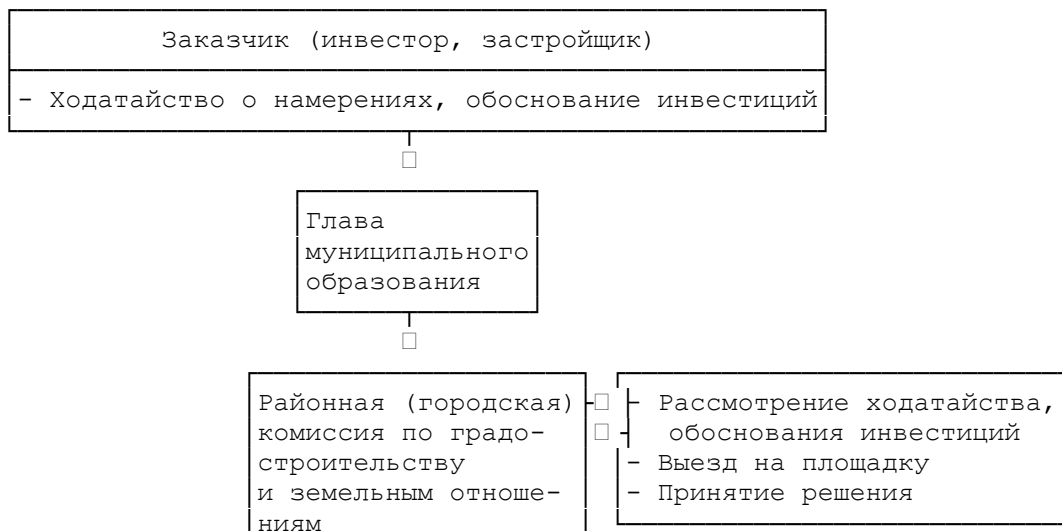 Заказчик (инвестор, застройщик)
- Ходатайство о намерениях, обоснование инвестиций
Глава
муниципального
образования
Районная (городская)
комиссия по градо-
строительству
и земельным отноше-
ниям
- Рассмотрение ходатайства,
обоснования инвестиций
- Выезд на площадку
- Принятие решения